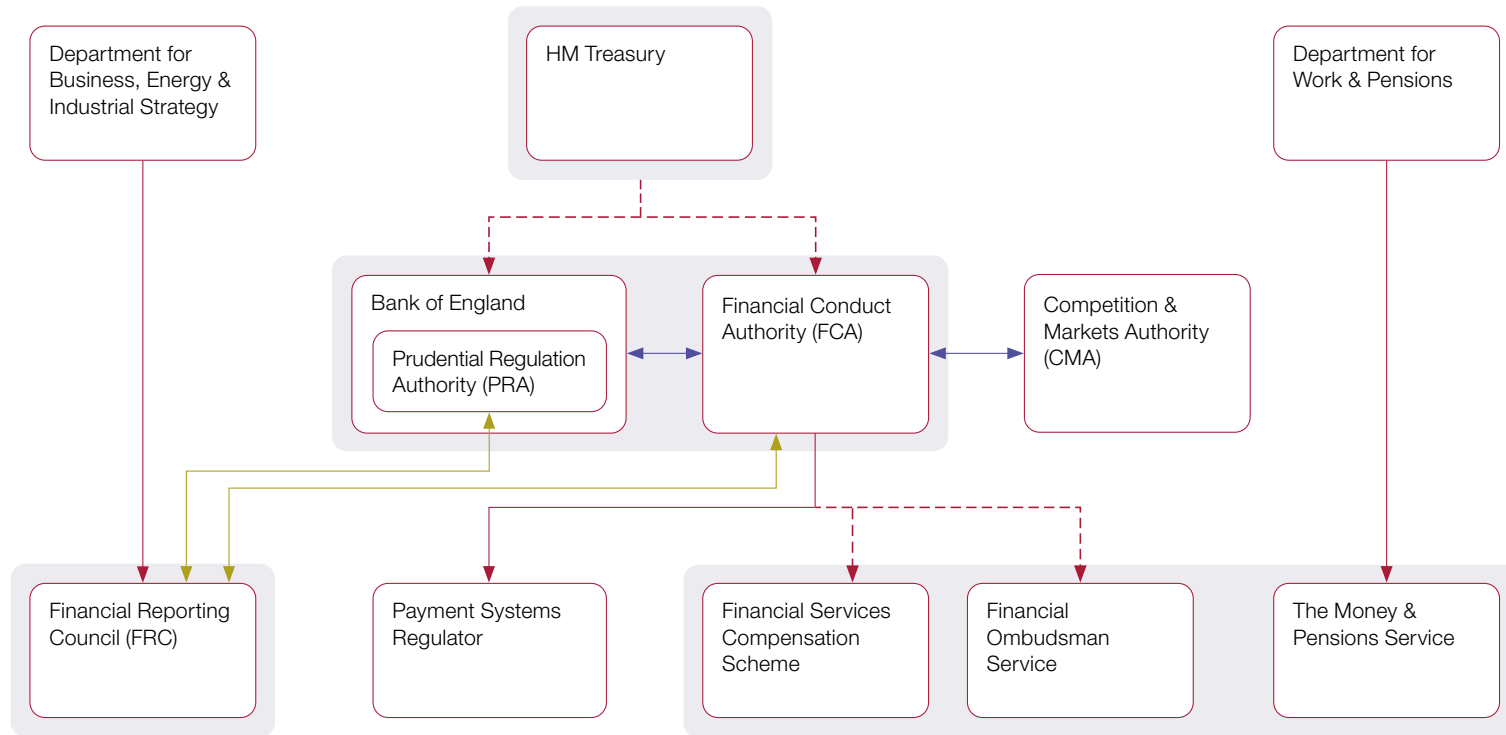 Department for
Business, Energy &
Industrial Strategy
HM Treasury
Department for
Work & Pensions
Bank of England
Prudential Regulation
Authority (PRA)
Financial Conduct
Authority (FCA)
Competition &
Markets Authority
(CMA)
Financial Reporting
Council (FRC)
Payment Systems
Regulator
Financial Services
Compensation
Scheme
Financial
Ombudsman
Service
The Money &
Pensions Service